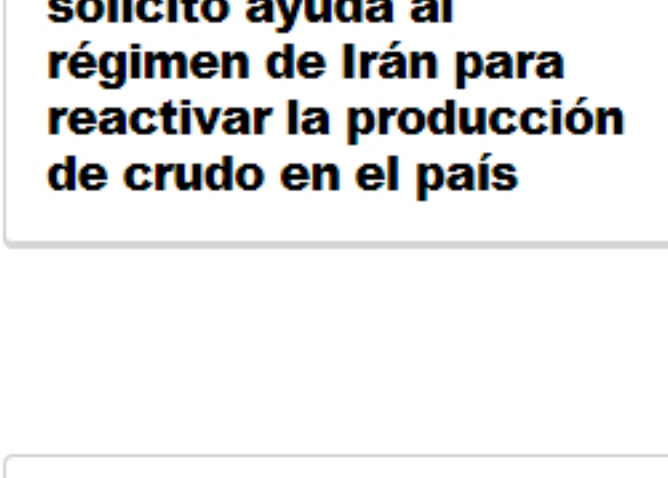 solicitó ayuda al
régimen de Irán para
reactivar la producción
de crudo en el país